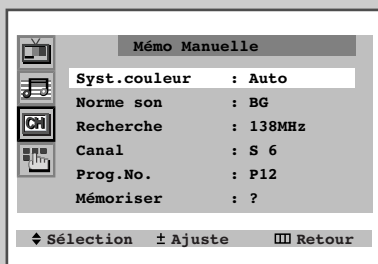 Mémo Manuelle
Syst.couleur : Auto
Norme son : BG
Recherche : 138MHz
Canal : S 6
Prog.No. : P12
Mémoriser : ?
CH
Sélection ± Ajuste Retour